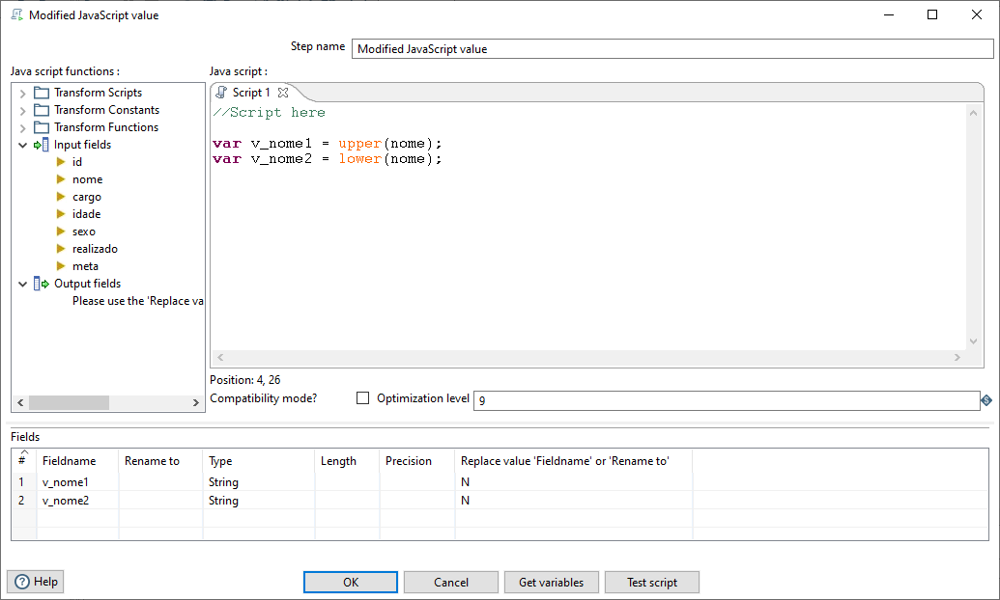 Modified JavaScript value
Step name Modified JavaScript value
Java script functions :
Transform Scripts
Transform Constants
Transform Functions
Input fields
id
nome
cargo
idade
sexo
realizado
meta
Output fields
Please use the 'Replace va
Java script :
Script 1
//Script here
var v_nome1 = upper(nome);
var v_nome2 = lower(nome);
Position: 4, 26
Compatibility mode? Optimization level 9
Fields
# Fieldname Rename to Type Length Precision Replace value 'Fieldname' or 'Rename to'
1 v_nome1 String N
2 v_nome2 String N
Help OK Cancel Get variables Test script